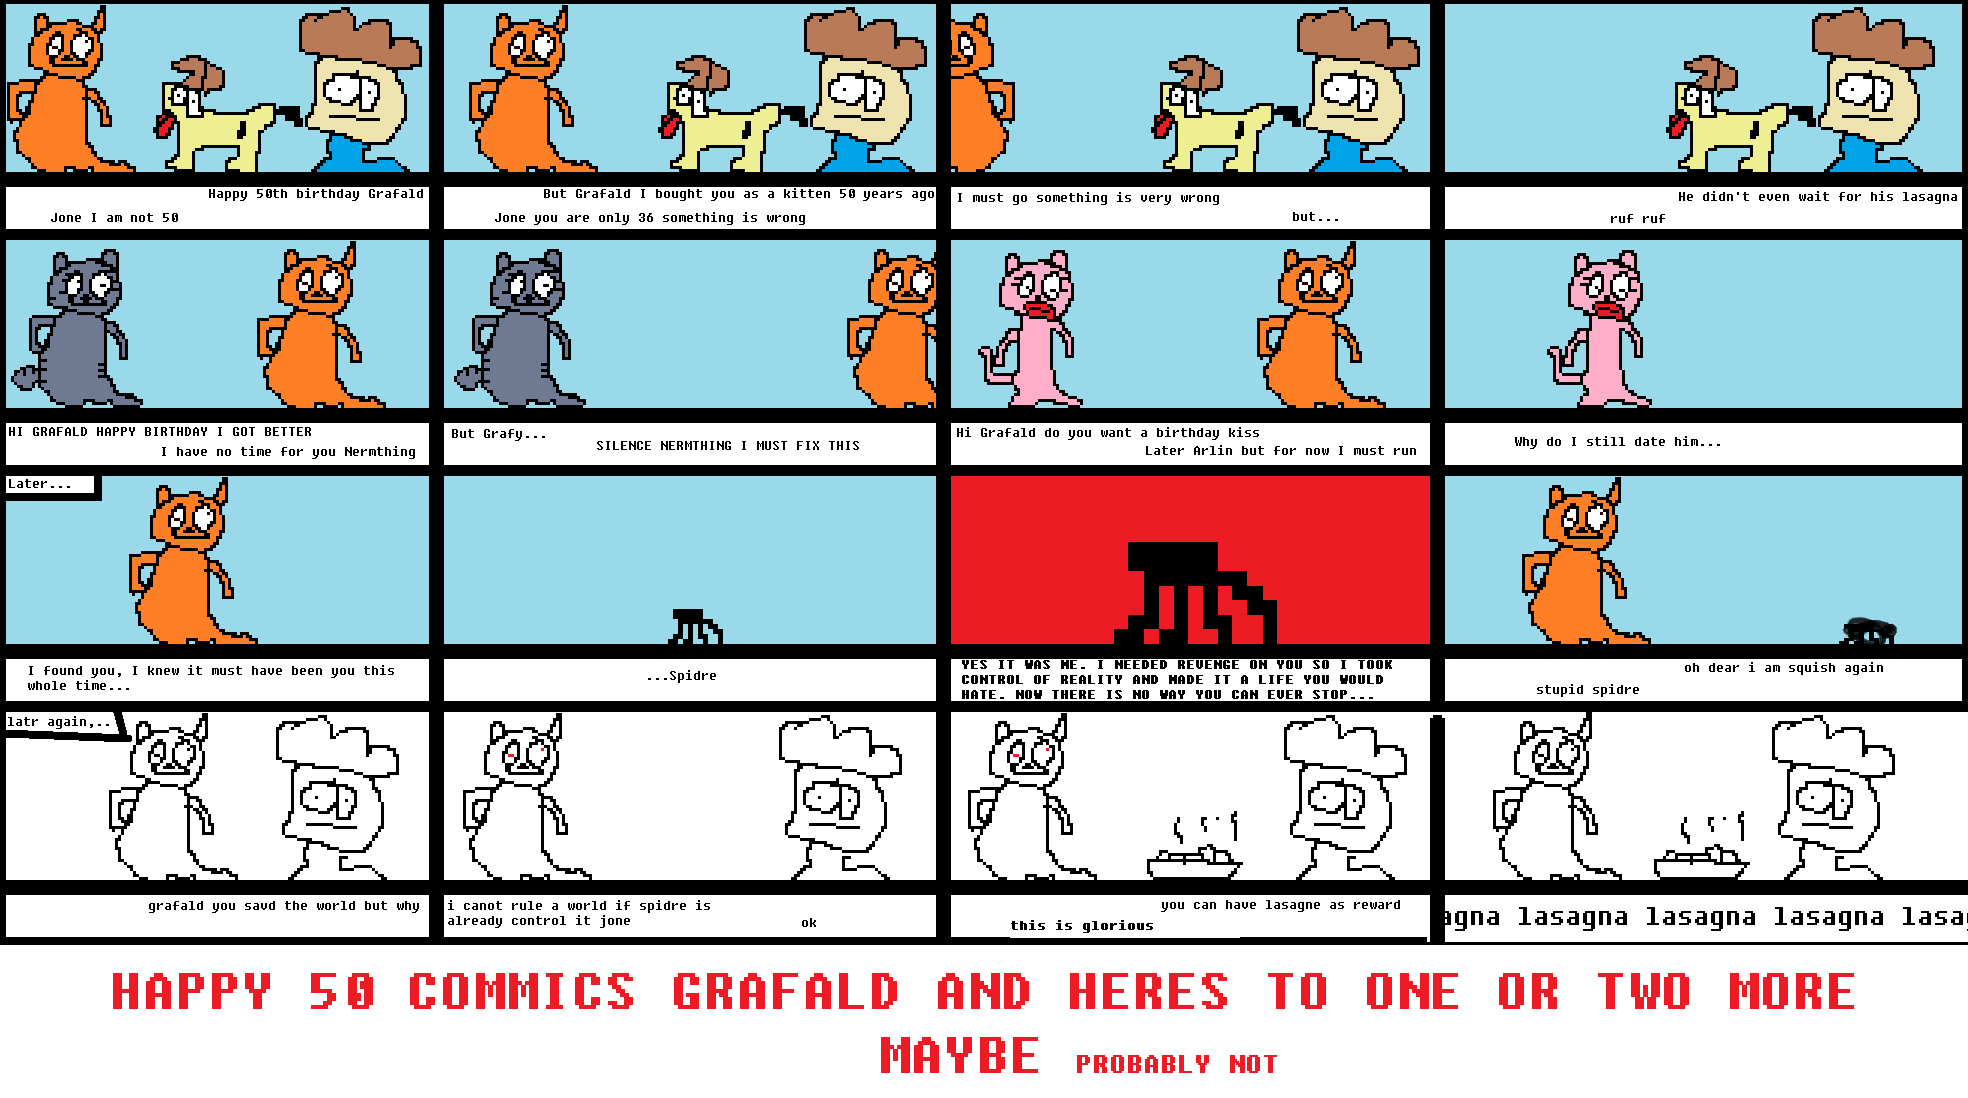 Happy 50th birthday Grafald
Jone I am not 50
But Grafald I bought you as a kitten 50 years ago
Jone you are only 36 something is wrong
I must go something is very wrong
but...
He didn't even wait for his lasagna
ruf ruf
HI GRAFALD HAPPY BIRTHDAY I GOT BETTER
I have no time for you Nermthing
But Grafy...
SILENCE NERMTHING I MUST FIX THIS
Hi Grafald do you want a birthday kiss
Later Arlin but for now I must run
Why do I still date him...
Later...
I found you, I knew it must have been you this
whole time...
...Spidre
YES IT WAS ME. I NEEDED REVENGE ON YOU SO I TOOK
CONTROL OF REALITY AND MADE IT A LIFE YOU WOULD
HATE. NOW THERE IS NO WAY YOU CAN EVER STOP...
oh dear i am squish again
stupid spidre
latr again,..
grafald you savd the world but why
i canot rule a world if spidre is
already control it jone
ok
you can have lasagne as reward
this is glorious
agna lasagna lasagna lasagna lasa
HAPPY 50 COMMICS GRAFALD AND HERES TO ONE OR TWO MORE
MAYBE PROBABLY NOT